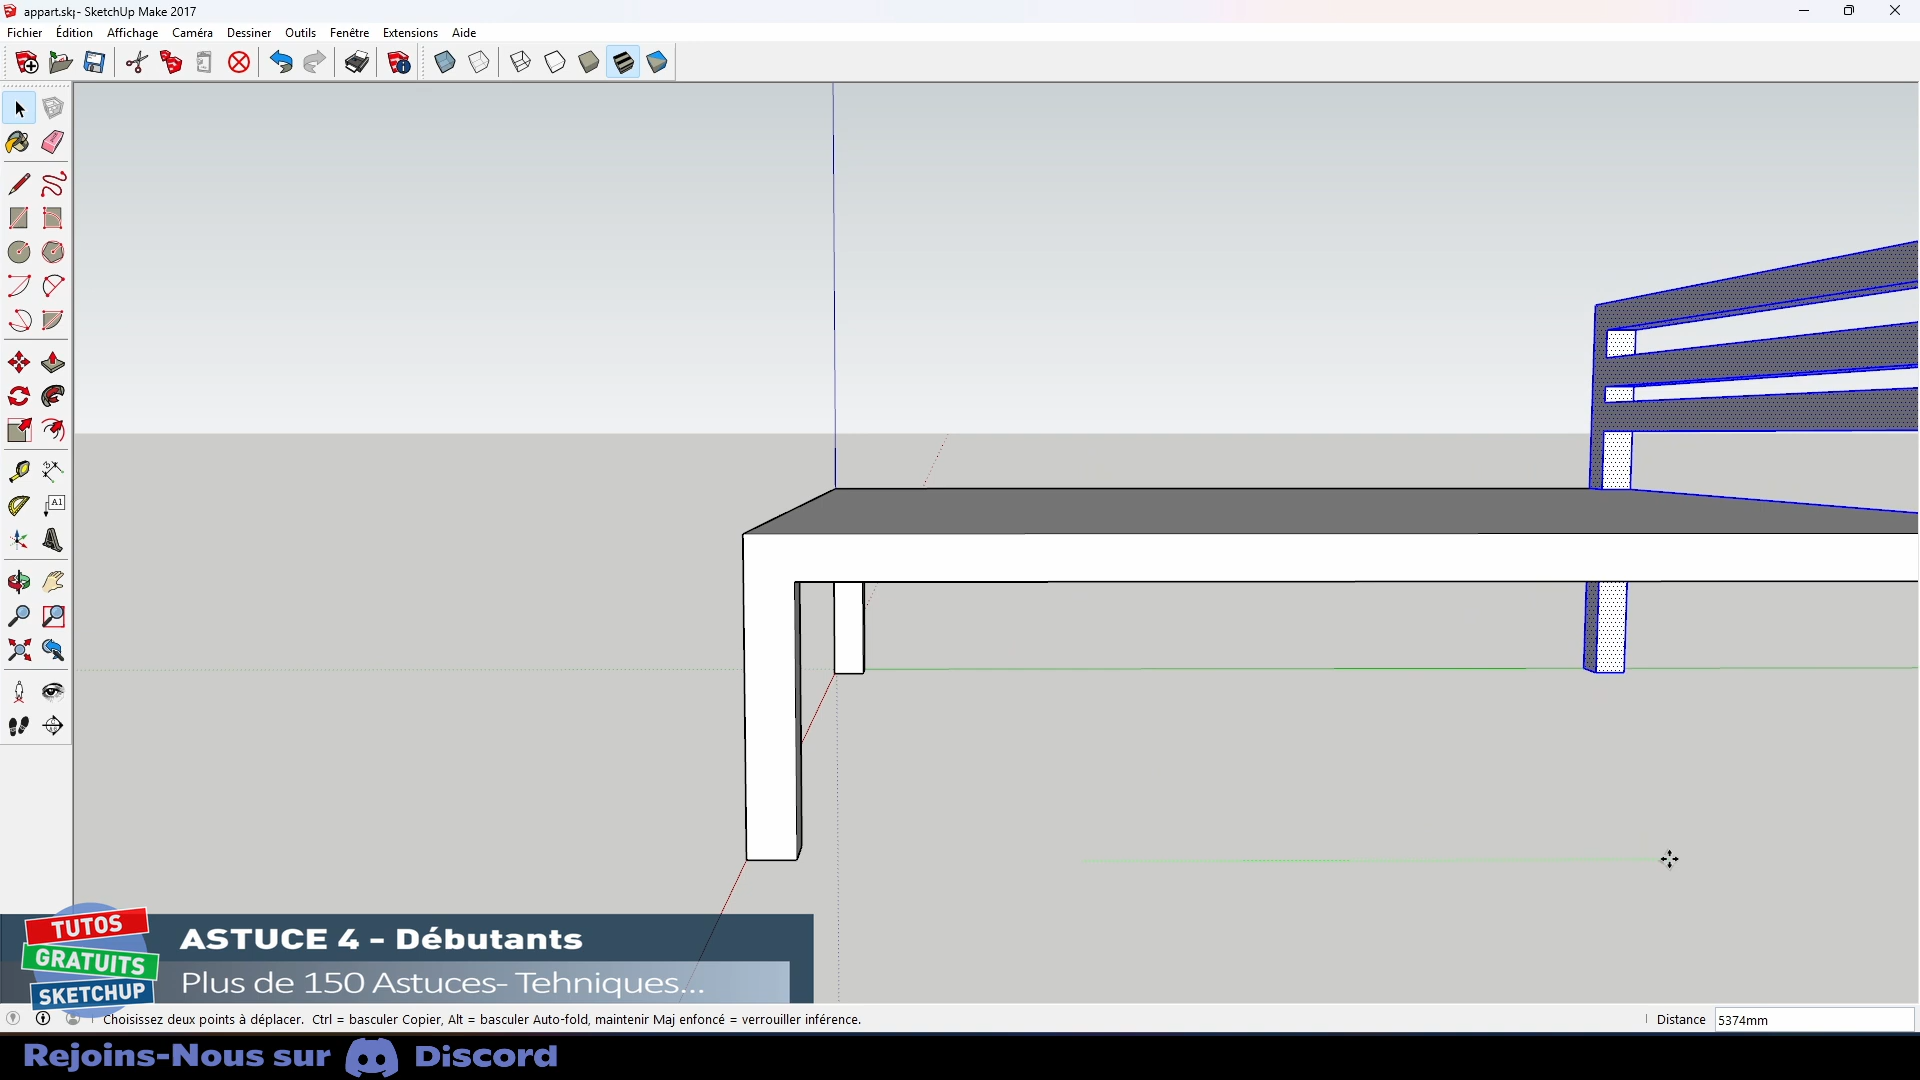 appart.skp - SketchUp Make 2017
Fichier Édition Affichage Caméra Dessiner Outils Fenêtre Extensions Aide
A1
TUTOS
GRATUITS
SKETCHUP
ASTUCE 4 - Débutants
Plus de 150 Astuces- Tehniques...
Choisissez deux points à déplacer. Ctrl = basculer Copier, Alt = basculer Auto-fold, maintenir Maj enfoncé = verrouiller inférence.
Distance 5374mm
Rejoins-Nous sur Discord